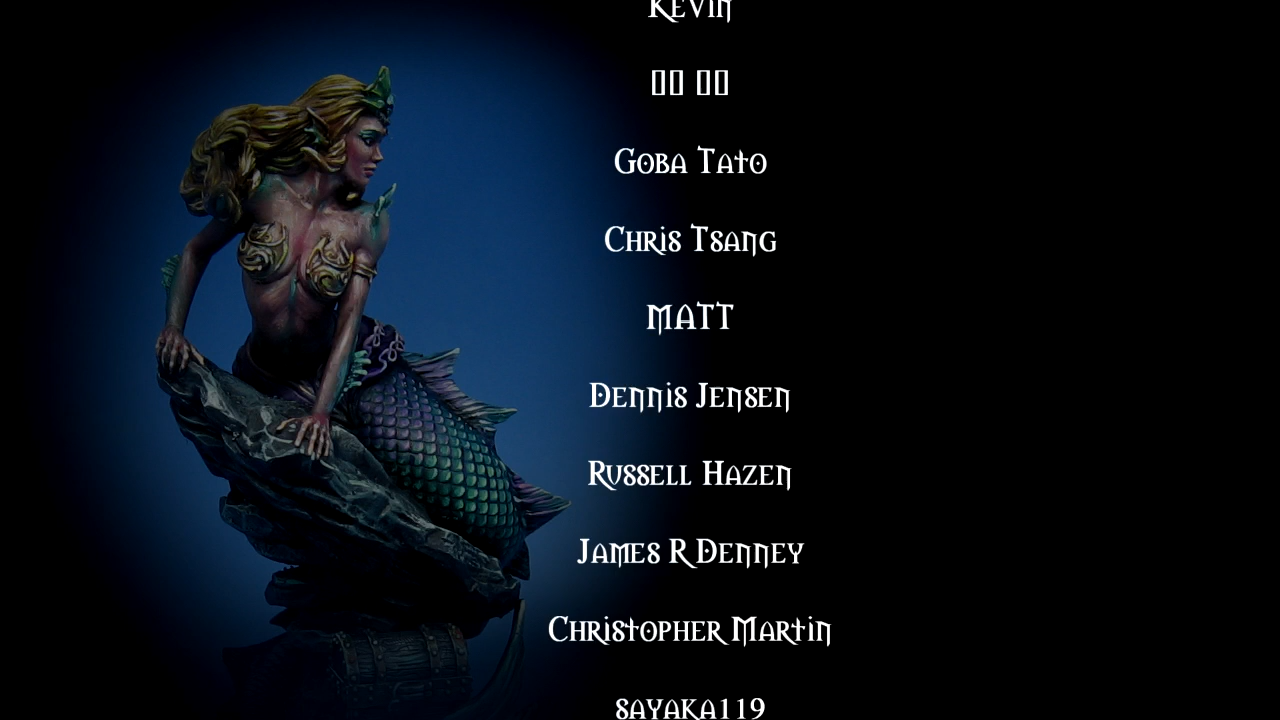 Kevin
Goba Tato
Chris Tsang
MATT
Dennis Jensen
Russell Hazen
James R Denney
Christopher Martin
sayaka119